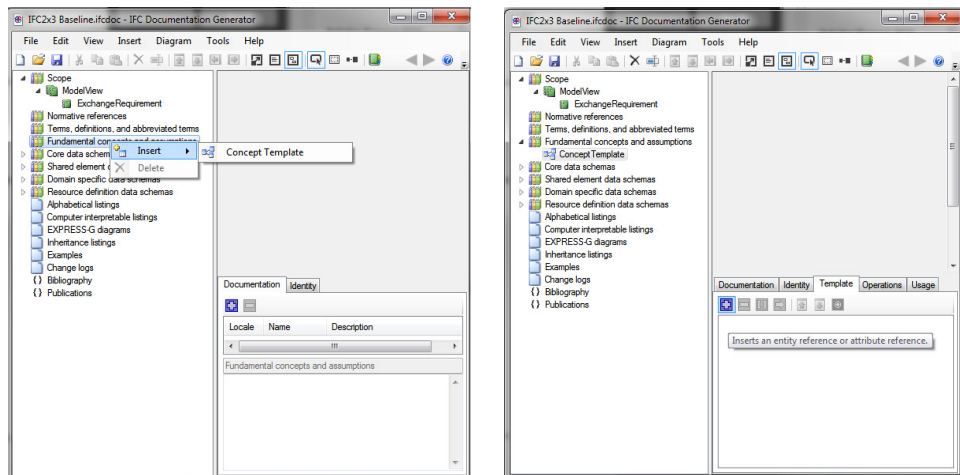 IFC2x3 Baseline.ifcdoc - IFC Documentation Generator
File Edit View Insert Diagram Tools Help
Scope
ModelView
ExchangeRequirement
Normative references
Terms, definitions, and abbreviated terms
Fundamental concepts and assumptions
Insert
Concept Template
Core data schem
Delete
Shared element d
Domain specific data schemas
Resource definition data schemas
Alphabetical listings
Computer interpretable listings
EXPRESS-G diagrams
Inheritance listings
Examples
Change logs
Bibliography
Publications
Documentation Identity
Locale Name Description
Fundamental concepts and assumptions
IFC2x3 Baseline.ifcdoc - IFC Documentation Generator
File Edit View Insert Diagram Tools Help
Scope
ModelView
ExchangeRequirement
Normative references
Terms, definitions, and abbreviated terms
Fundamental concepts and assumptions
ConceptTemplate
Core data schemas
Shared element data schemas
Domain specific data schemas
Resource definition data schemas
Alphabetical listings
Computer interpretable listings
EXPRESS-G diagrams
Inheritance listings
Examples
Change logs
Bibliography
Publications
Documentation Identity Template Operations Usage
Inserts an entity reference or attribute reference.